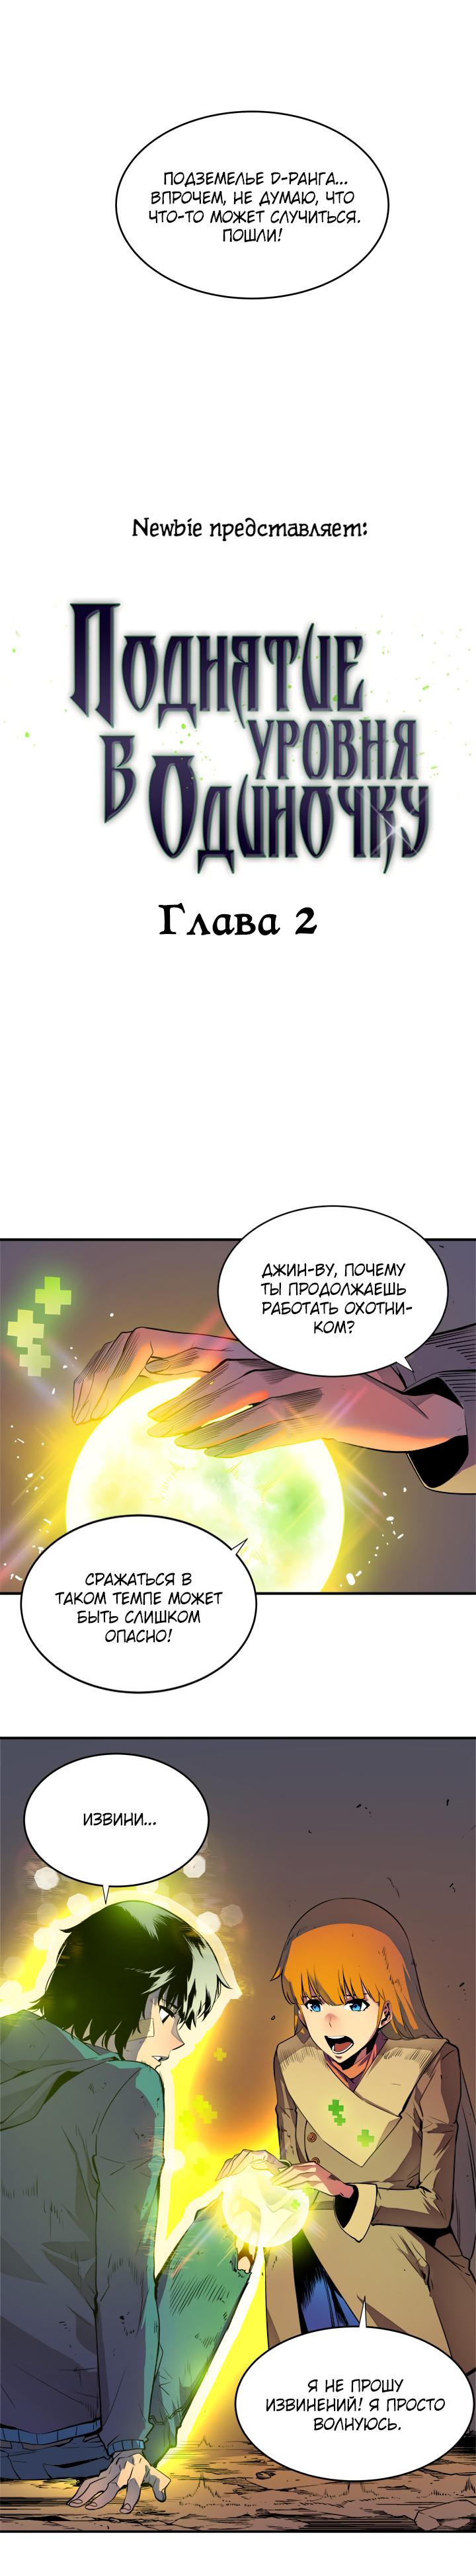 ПОДЗЕМЕЛЬЕ D-РАНГА...
ВПРОЧЕМ, НЕ ДУМАЮ, ЧТО
ЧТО-ТО МОЖЕТ СЛУЧИТЬСЯ.
ПОШЛИ!
Newbie представляет:
Поднятие
уровня
в Одиночку
Глава 2
ДЖИН-ВУ, ПОЧЕМУ
ТЫ ПРОДОЛЖАЕШЬ
РАБОТАТЬ ОХОТНИ-
КОМ?
СРАЖАТЬСЯ В
ТАКОМ ТЕМПЕ МОЖЕТ
БЫТЬ СЛИШКОМ
ОПАСНО!
ИЗВИНИ...
Я НЕ ПРОШУ
ИЗВИНЕНИЙ! Я ПРОСТО
ВОЛНУЮСЬ.